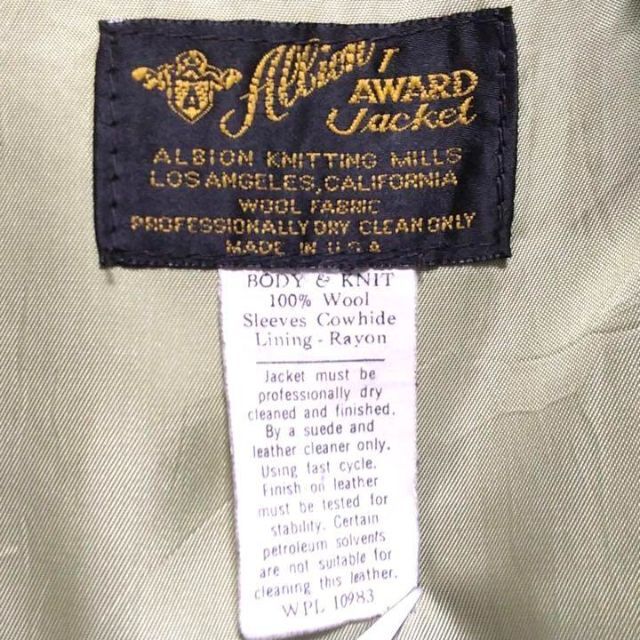 A
Albion T
AWARD
Jacket
ALBION KNITTING MILLS
LOS ANGELES, CALIFORNIA
WOOL FABRIC
PROFESSIONALLY DRY CLEAN ONLY
MADE IN U.S.A
BODY & KNIT
100% Wool
Sleeves Cowhide
Lining - Rayon
Jacket must be
professionally dry
cleaned and finished.
By a suede and
leather cleaner only.
Using fast cycle.
Finish on leather
must be tested for
stability. Certain
petroleum solvents
are not suitable for
cleaning this leather.
WPL 10983